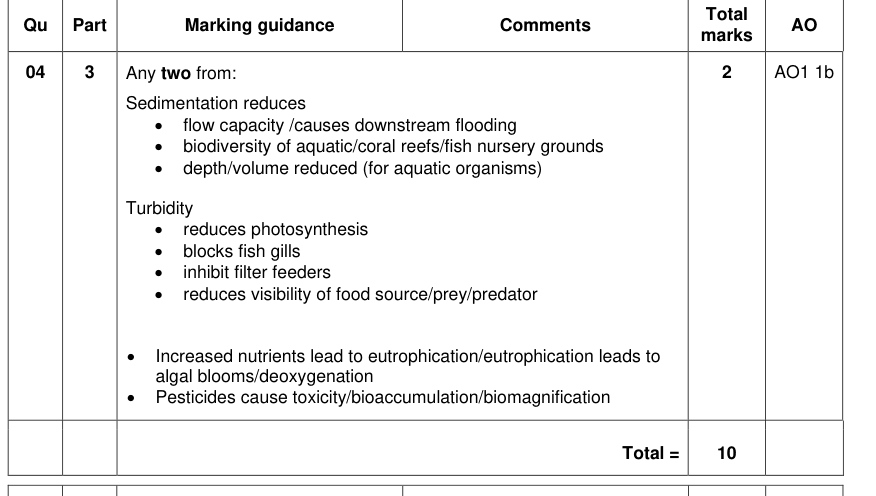 Qu Part Marking guidance Comments Total marks AO
04 3 Any two from: 2 AO1 1b
Sedimentation reduces
• flow capacity /causes downstream flooding
• biodiversity of aquatic/coral reefs/fish nursery grounds
• depth/volume reduced (for aquatic organisms)
Turbidity
• reduces photosynthesis
• blocks fish gills
• inhibit filter feeders
• reduces visibility of food source/prey/predator
• Increased nutrients lead to eutrophication/eutrophication leads to
algal blooms/deoxygenation
• Pesticides cause toxicity/bioaccumulation/biomagnification
Total = 10